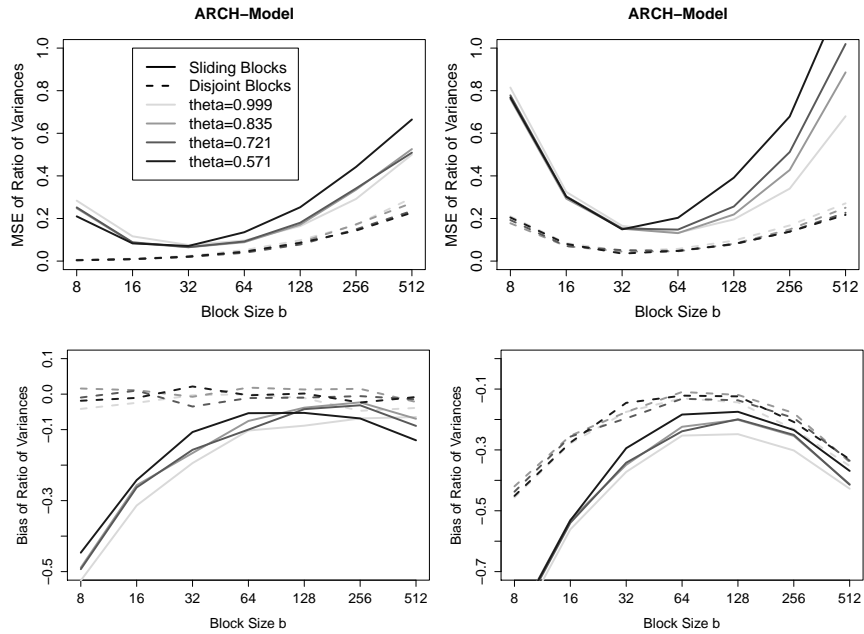 ARCH−Model
MSE of Ratio of Variances
0.0 0.2 0.4 0.6 0.8 1.0
Sliding Blocks
Disjoint Blocks
theta=0.999
theta=0.835
theta=0.721
theta=0.571
8 16 32 64 128 256 512
Block Size b
ARCH−Model
MSE of Ratio of Variances
0.0 0.2 0.4 0.6 0.8 1.0
8 16 32 64 128 256 512
Block Size b
Bias of Ratio of Variances
−0.5 −0.3 −0.1 0.0 0.1
8 16 32 64 128 256 512
Block Size b
Bias of Ratio of Variances
−0.7 −0.5 −0.3 −0.1
8 16 32 64 128 256 512
Block Size b